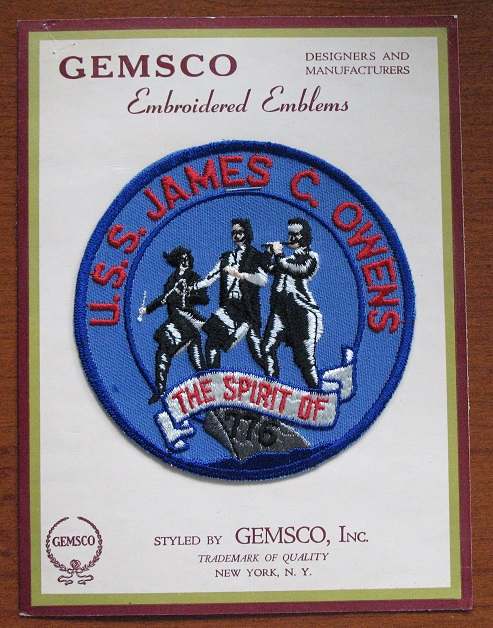 GEMSCO
DESIGNERS AND
MANUFACTURERS
Embroidered Emblems
U.S.S. JAMES C. OWENS
THE SPIRIT OF
776
GEMSCO
STYLED BY GEMSCO, INC.
TRADEMARK OF QUALITY
NEW YORK, N. Y.